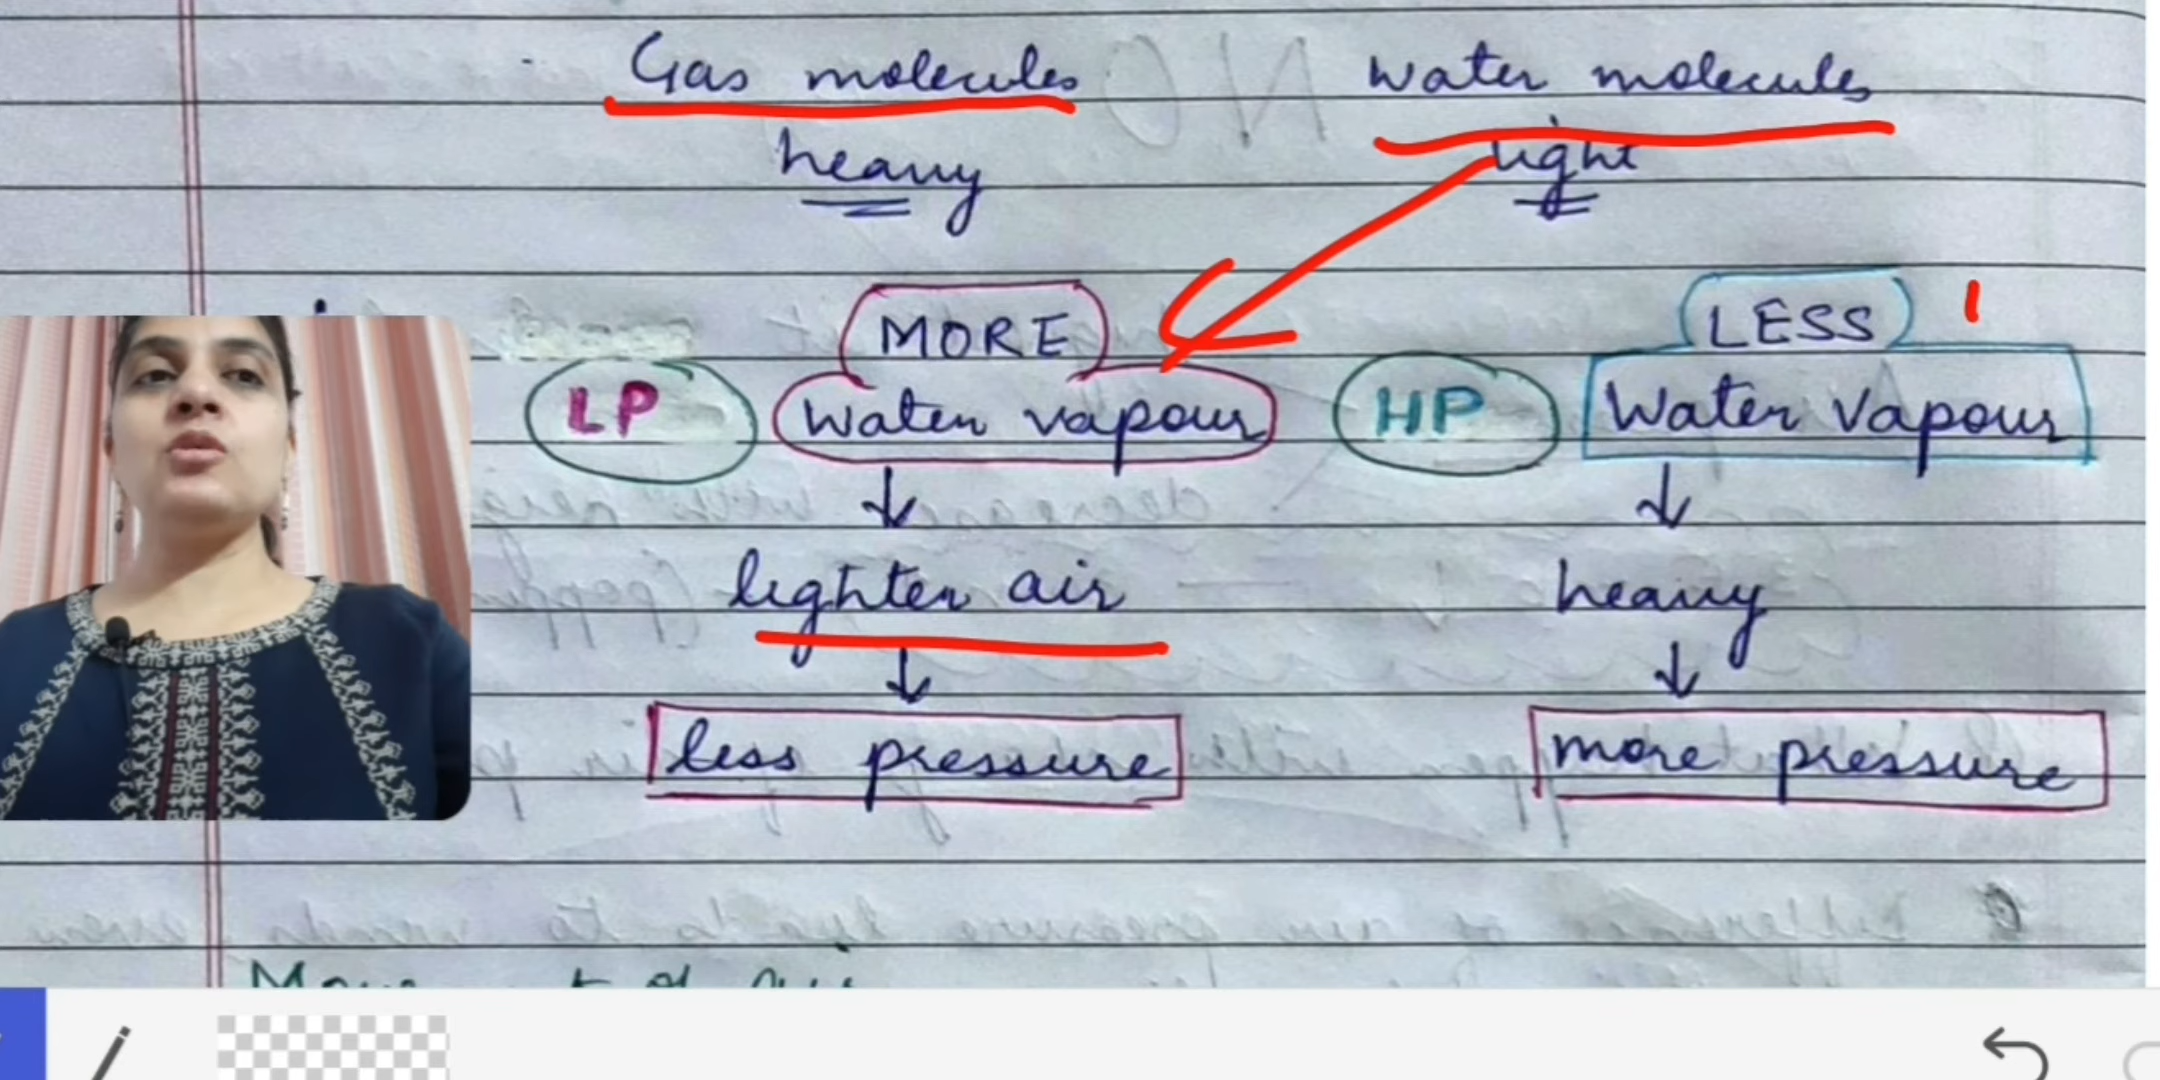 Gas molecules Water molecules
heavy light
MORE LESS
LP Water vapour HP Water Vapour
lighter air heavy
less pressure more pressure